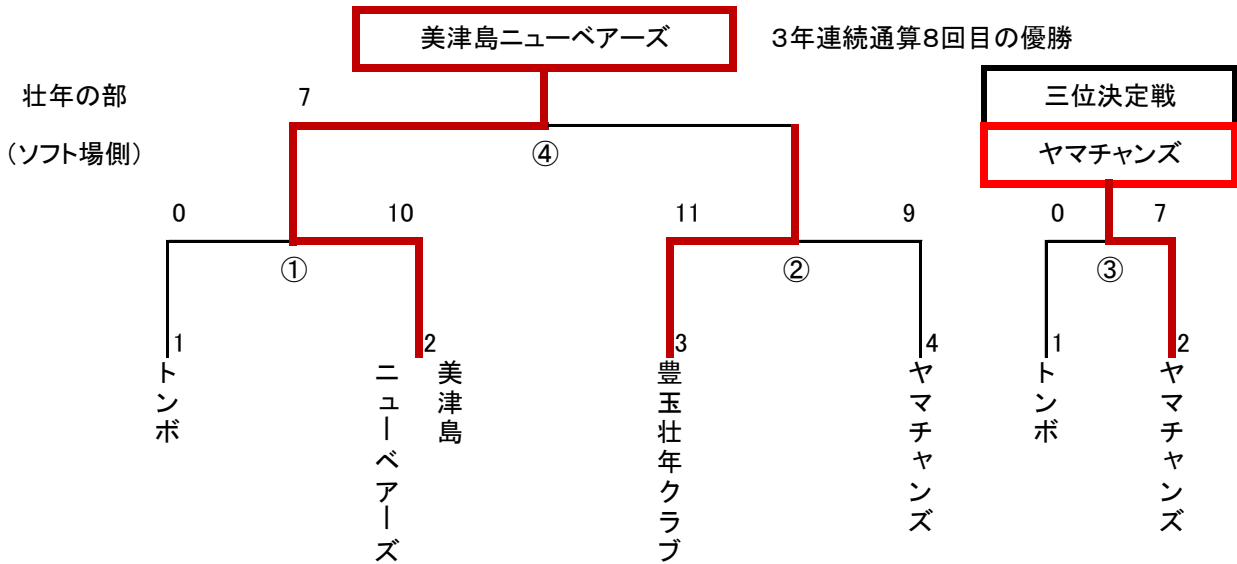 美津島ニューベアーズ
3年連続通算8回目の優勝
壮年の部
7
三位決定戦
(ソフト場側)
④
ヤマチャンズ
0
10
11
9
0
7
①
②
③
1
2
3
4
1
2
トンボ
美津島
ニューベアーズ
豊玉壮年クラブ
ヤマチャンズ
トンボ
ヤマチャンズ